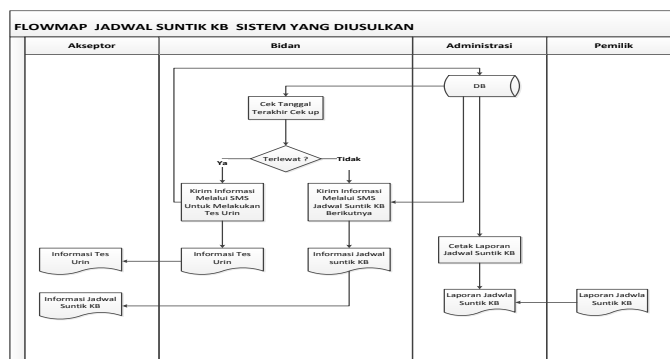 FLOWMAP JADWAL SUNTIK KB SISTEM YANG DIUSULKAN
Akseptor
Bidan
Administrasi
Pemilik
DB
Cek Tanggal
Terakhir Cek up
Terlewat ?
Ya
Tidak
Kirim Informasi
Melalui SMS
Untuk Melakukan
Tes Urin
Kirim Informasi
Melalui SMS
Jadwal Suntik KB
Berikutnya
Informasi Tes
Urin
Informasi Tes
Urin
Informasi Jadwal
suntik KB
Cetak Laporan
Jadwal Suntik KB
Informasi Jadwal
Suntik KB
Laporan Jadwla
Suntik KB
Laporan Jadwla
Suntik KB